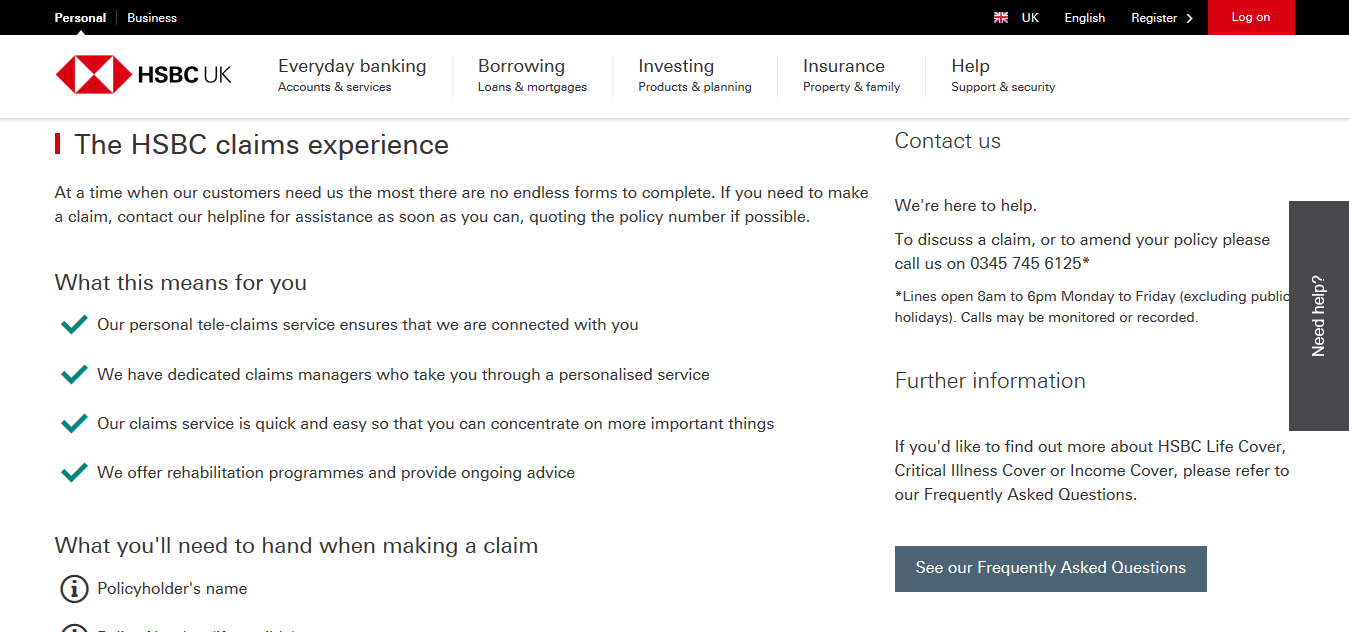 Personal
Business
UK
English
Register
Log on
HSBC UK
Everyday banking
Accounts & services
Borrowing
Loans & mortgages
Investing
Products & planning
Insurance
Property & family
Help
Support & security
The HSBC claims experience
At a time when our customers need us the most there are no endless forms to complete. If you need to make
a claim, contact our helpline for assistance as soon as you can, quoting the policy number if possible.
What this means for you
Our personal tele-claims service ensures that we are connected with you
We have dedicated claims managers who take you through a personalised service
Our claims service is quick and easy so that you can concentrate on more important things
We offer rehabilitation programmes and provide ongoing advice
What you'll need to hand when making a claim
Policyholder's name
Contact us
We're here to help.
To discuss a claim, or to amend your policy please
call us on 0345 745 6125*
*Lines open 8am to 6pm Monday to Friday (excluding public
holidays). Calls may be monitored or recorded.
Further information
If you'd like to find out more about HSBC Life Cover,
Critical Illness Cover or Income Cover, please refer to
our Frequently Asked Questions.
See our Frequently Asked Questions
Need help?